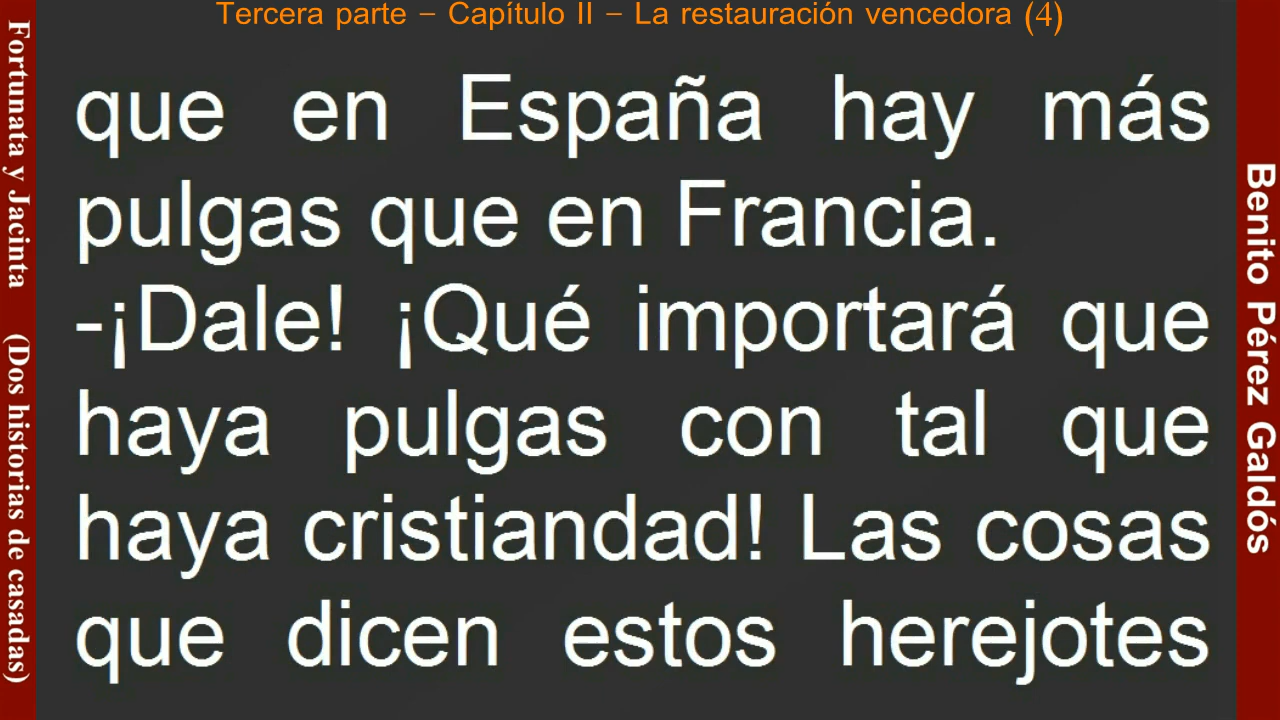 Tercera parte – Capítulo II – La restauración vencedora (4)
Fortunata y Jacinta (Dos historias de casadas)
que en España hay más
pulgas que en Francia.
-¡Dale! ¡Qué importará que
haya pulgas con tal que
haya cristiandad! Las cosas
que dicen estos herejotes
Benito Pérez Galdós